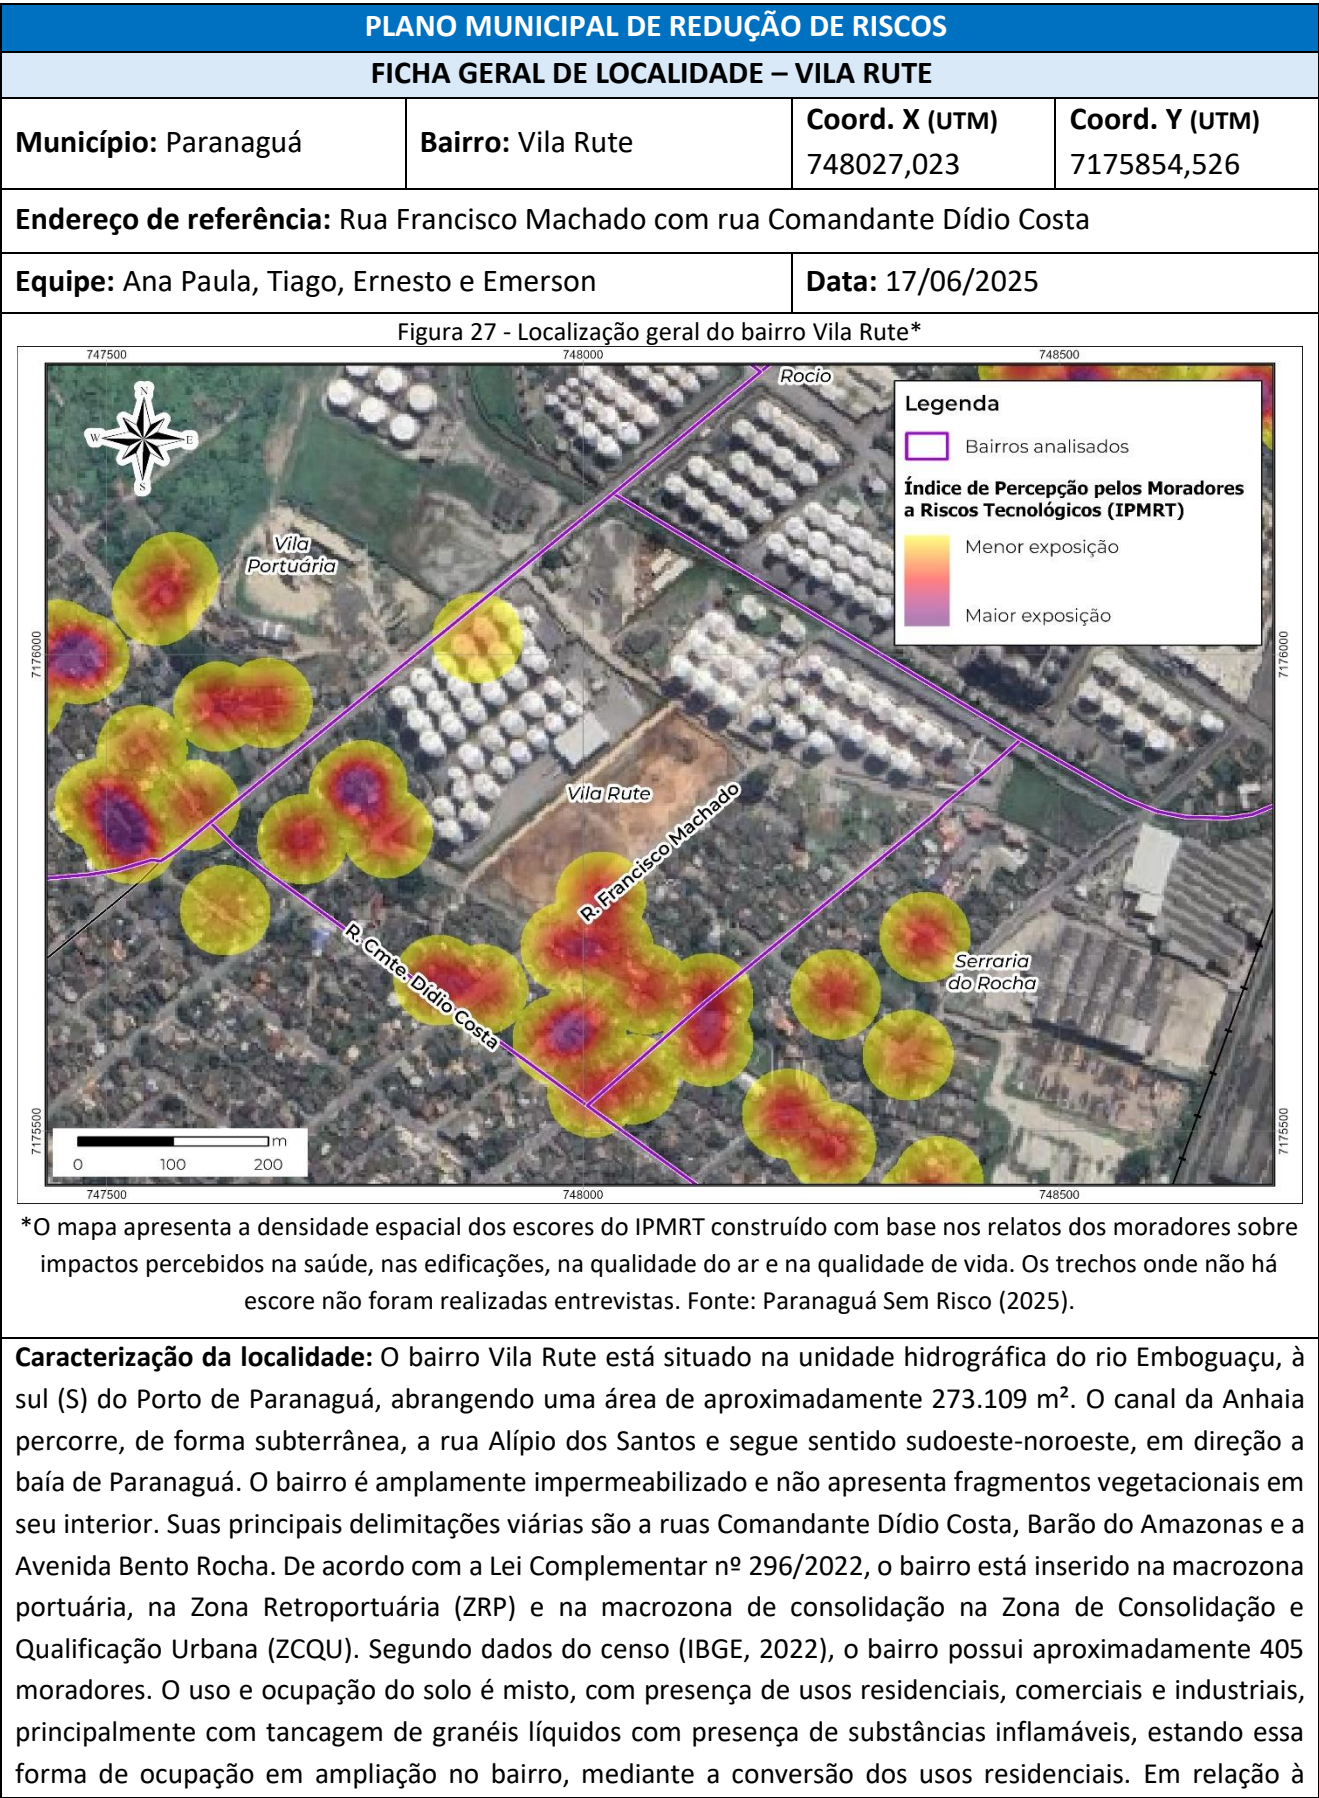 PLANO MUNICIPAL DE REDUÇÃO DE RISCOS
FICHA GERAL DE LOCALIDADE – VILA RUTE
Município: Paranaguá
Bairro: Vila Rute
Coord. X (UTM)
748027,023
Coord. Y (UTM)
7175854,526
Endereço de referência: Rua Francisco Machado com rua Comandante Dídio Costa
Equipe: Ana Paula, Tiago, Ernesto e Emerson
Data: 17/06/2025
Figura 27 - Localização geral do bairro Vila Rute*
747500
748000
748500
N
W
E
S
Rocio
Legenda
Bairros analisados
Índice de Percepção pelos Moradores
a Riscos Tecnológicos (IPMRT)
Menor exposição
Maior exposição
Vila
Portuária
7176000
7176000
Vila Rute
R. Francisco Machado
R. Cmte. Dídio Costa
Serraria
do Rocha
7175500
7175500
m
0
100
200
747500
748000
748500
*O mapa apresenta a densidade espacial dos escores do IPMRT construído com base nos relatos dos moradores sobre
impactos percebidos na saúde, nas edificações, na qualidade do ar e na qualidade de vida. Os trechos onde não há
escore não foram realizadas entrevistas. Fonte: Paranaguá Sem Risco (2025).
Caracterização da localidade: O bairro Vila Rute está situado na unidade hidrográfica do rio Emboguaçu, à
sul (S) do Porto de Paranaguá, abrangendo uma área de aproximadamente 273.109 m². O canal da Anhaia
percorre, de forma subterrânea, a rua Alípio dos Santos e segue sentido sudoeste-noroeste, em direção a
baía de Paranaguá. O bairro é amplamente impermeabilizado e não apresenta fragmentos vegetacionais em
seu interior. Suas principais delimitações viárias são a ruas Comandante Dídio Costa, Barão do Amazonas e a
Avenida Bento Rocha. De acordo com a Lei Complementar nº 296/2022, o bairro está inserido na macrozona
portuária, na Zona Retroportuária (ZRP) e na macrozona de consolidação na Zona de Consolidação e
Qualificação Urbana (ZCQU). Segundo dados do censo (IBGE, 2022), o bairro possui aproximadamente 405
moradores. O uso e ocupação do solo é misto, com presença de usos residenciais, comerciais e industriais,
principalmente com tancagem de granéis líquidos com presença de substâncias inflamáveis, estando essa
forma de ocupação em ampliação no bairro, mediante a conversão dos usos residenciais. Em relação à